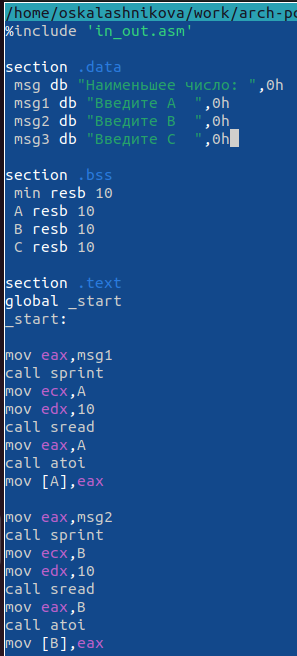 /home/oskalashnikova/work/arch-pc
%include 'in_out.asm'
section .data
msg db "Наименьшее число: ",0h
msg1 db "Введите A  ",0h
msg2 db "Введите B  ",0h
msg3 db "Введите C  ",0h
section .bss
min resb 10
A resb 10
B resb 10
C resb 10
section .text
global _start
_start:
mov eax,msg1
call sprint
mov ecx,A
mov edx,10
call sread
mov eax,A
call atoi
mov [A],eax
mov eax,msg2
call sprint
mov ecx,B
mov edx,10
call sread
mov eax,B
call atoi
mov [B],eax